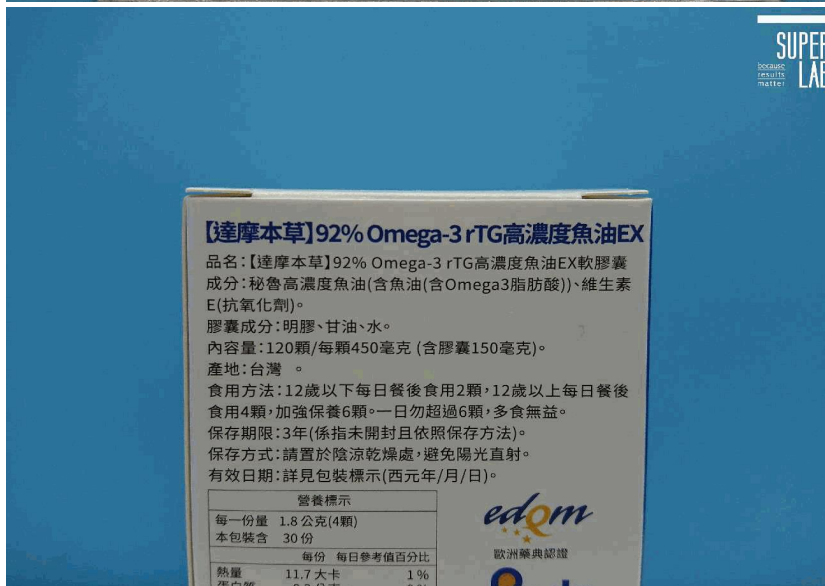 SUPER
because
results
matter
LAB
【達摩本草】92% Omega-3 rTG高濃度魚油EX
品名：【達摩本草】92% Omega-3 rTG高濃度魚油EX軟膠囊
成分：秘魯高濃度魚油(含魚油(含Omega3脂肪酸))、維生素
E(抗氧化劑)。
膠囊成分：明膠、甘油、水。
內容量：120顆/每顆450毫克 (含膠囊150毫克)。
產地：台灣 。
食用方法：12歲以下每日餐後食用2顆，12歲以上每日餐後
食用4顆，加強保養6顆。一日勿超過6顆，多食無益。
保存期限：3年(係指未開封且依照保存方法)。
保存方式：請置於陰涼乾燥處，避免陽光直射。
有效日期：詳見包裝標示(西元年/月/日)。
營養標示
每一份量 1.8 公克(4顆)
本包裝含 30 份
每份 每日參考值百分比
熱量 11.7 大卡 1 %
edqm
歐洲藥典認證